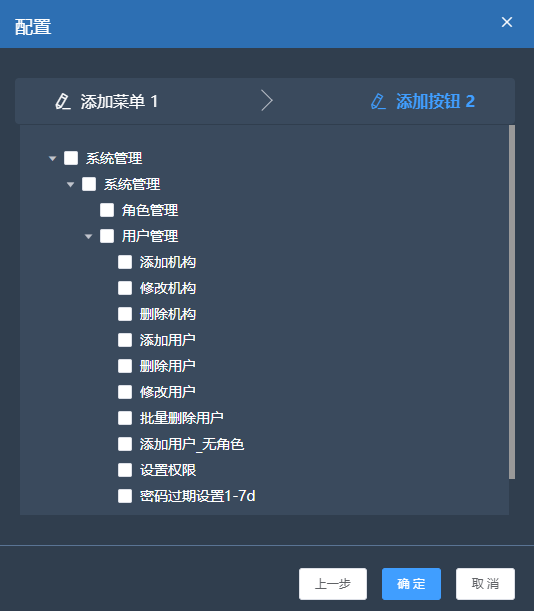 配置
添加菜单 1
添加按钮 2
系统管理
系统管理
角色管理
用户管理
添加机构
修改机构
删除机构
添加用户
删除用户
修改用户
批量删除用户
添加用户_无角色
设置权限
密码过期设置1-7d
上一步 确定 取消